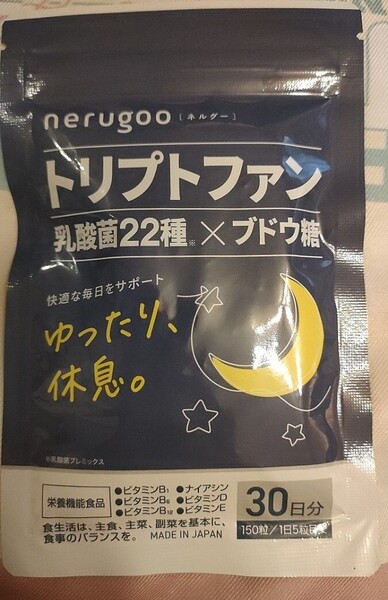 nerugoo [ネルグー]
トリプトファン
乳酸菌22種※×ブドウ糖
快適な毎日をサポート
ゆったり、
休息。
※乳酸菌プレミックス
栄養機能食品
●ビタミンB1 ●ナイアシン
●ビタミンB6 ●ビタミンD
●ビタミンB12 ●ビタミンE
30日分
150粒/1日5粒目安
食生活は、主食、主菜、副菜を基本に、
食事のバランスを。 MADE IN JAPAN